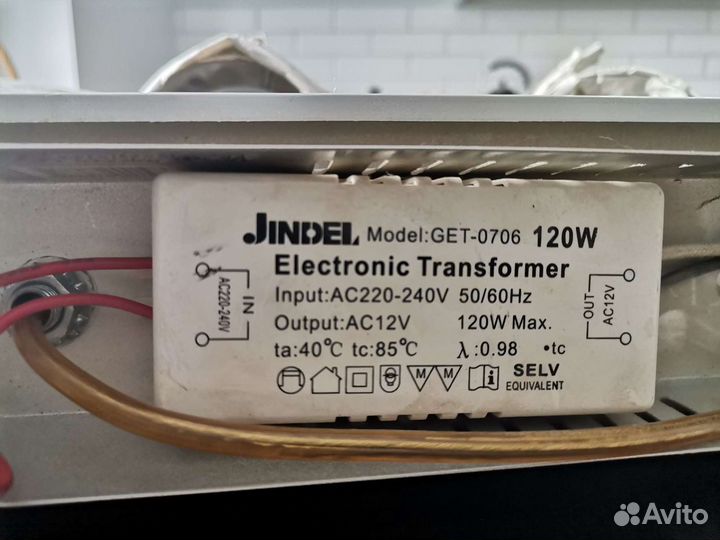 JINDEL Model:GET-0706 120W
Electronic Transformer
Input:AC220-240V 50/60Hz
Output:AC12V 120W Max.
ta:40℃ tc:85℃ λ:0.98 •tc
M M i SELV
EQUIVALENT
AC220-240V
IN
OUT
AC12V
Avito